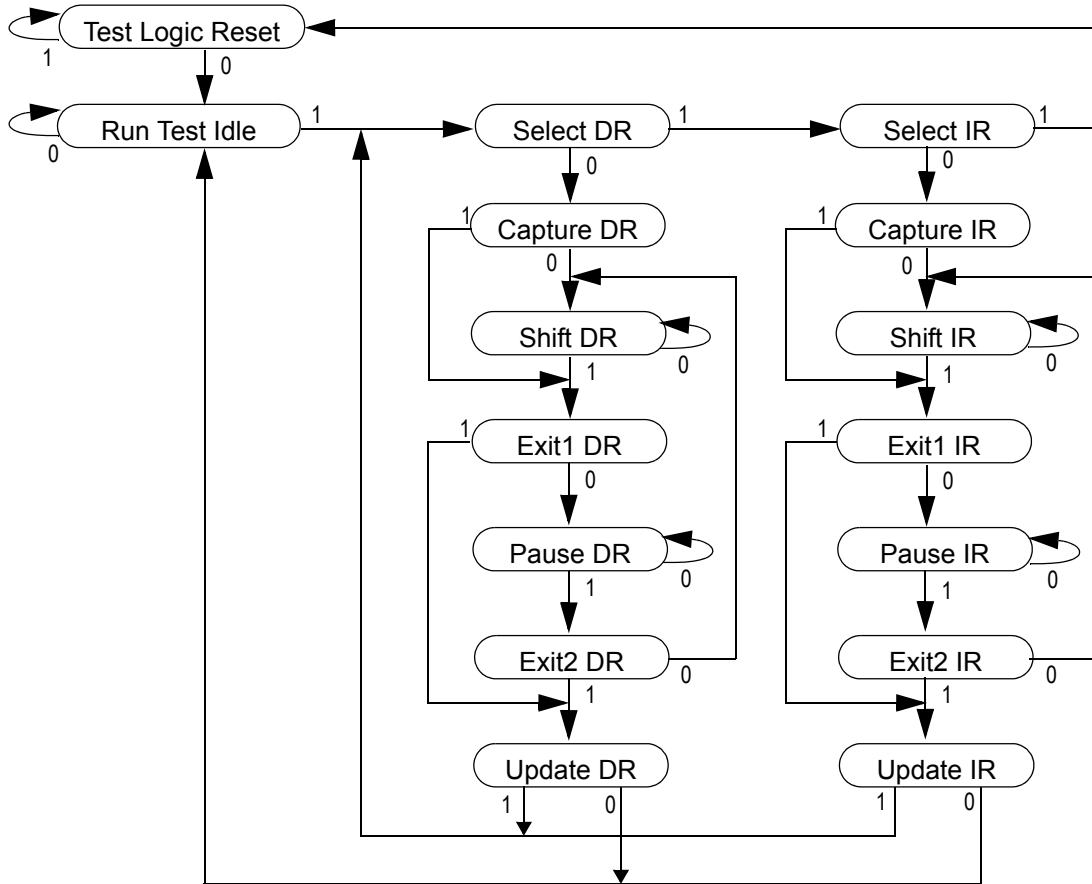 Test Logic Reset
1
0
Run Test Idle
1
0
Select DR
1
0
Select IR
1
0
1
Capture DR
0
1
Capture IR
0
Shift DR
0
1
Shift IR
0
1
1
Exit1 DR
0
1
Exit1 IR
0
Pause DR
0
1
Pause IR
0
1
Exit2 DR
0
1
Exit2 IR
0
1
Update DR
1
0
Update IR
1
0